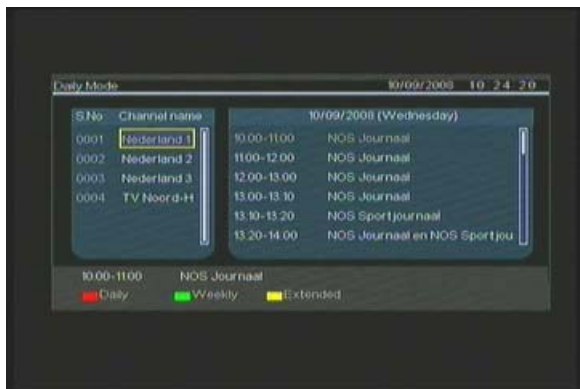 Daily Mode 10/09/2008 10 24 20
S.No Channel name
0001 Nederland 1
0002 Nederland 2
0003 Nederland 3
0004 TV Noord-H
10/09/2008 (Wednesday)
10.00-11.00 NOS Journaal
11.00-12.00 NOS Journaal
12.00-13.00 NOS Journaal
13.00-13.10 NOS Journaal
13.10-13.20 NOS Sportjournaal
13.20-14.00 NOS Journaal en NOS Sportjou
10.00-11.00 NOS Journaal
Daily Weekly Extended